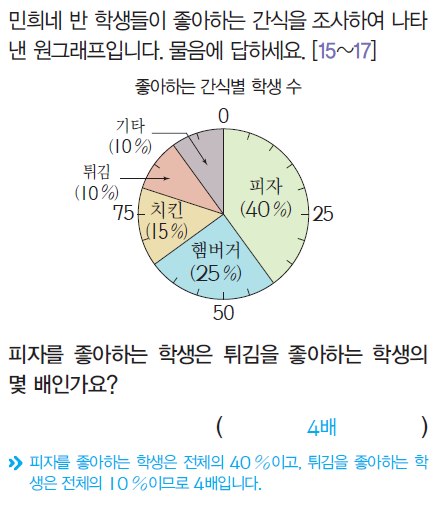 민희네 반 학생들이 좋아하는 간식을 조사하여 나타
낸 원그래프입니다. 물음에 답하세요. [15~17]
좋아하는 간식별 학생 수
0
기타
(10%)
튀김
(10%)
피자
(40%)
75
치킨
(15%)
25
햄버거
(25%)
50
피자를 좋아하는 학생은 튀김을 좋아하는 학생의
몇 배인가요?
( 4배 )
피자를 좋아하는 학생은 전체의 40%이고, 튀김을 좋아하는 학
생은 전체의 10%이므로 4배입니다.